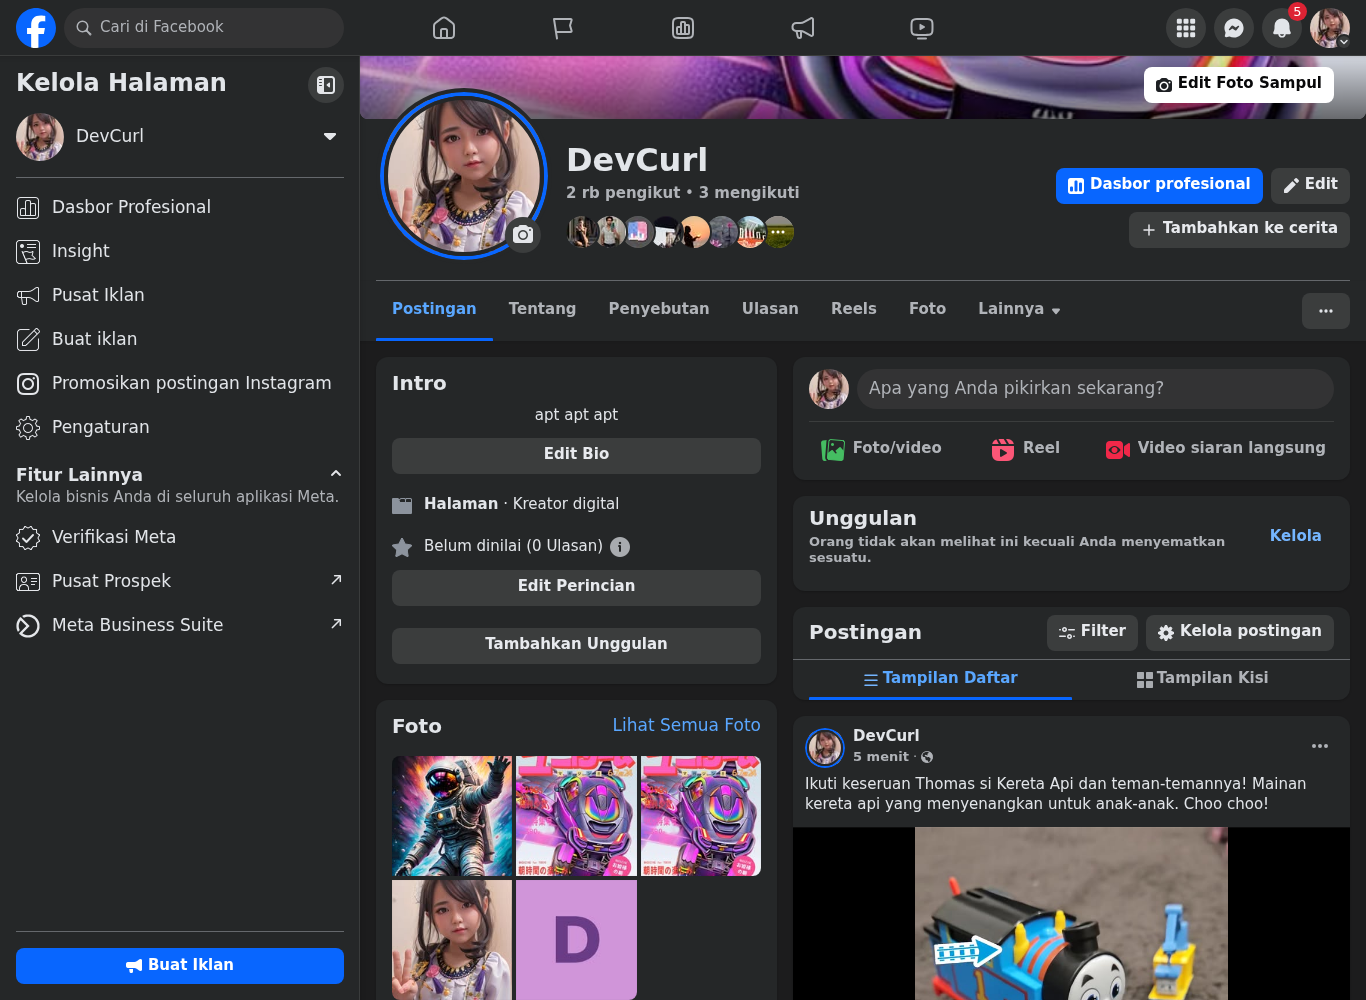 Cari di Facebook
5
Kelola Halaman
DevCurl
Dasbor Profesional
Insight
Pusat Iklan
Buat iklan
Promosikan postingan Instagram
Pengaturan
Fitur Lainnya
Kelola bisnis Anda di seluruh aplikasi Meta.
Verifikasi Meta
Pusat Prospek
Meta Business Suite
Buat Iklan
Edit Foto Sampul
DevCurl
2 rb pengikut • 3 mengikuti
Dasbor profesional
Edit
Tambahkan ke cerita
Postingan
Tentang
Penyebutan
Ulasan
Reels
Foto
Lainnya
Intro
apt apt apt
Edit Bio
Halaman · Kreator digital
Belum dinilai (0 Ulasan)
Edit Perincian
Tambahkan Unggulan
Foto
Lihat Semua Foto
D
Apa yang Anda pikirkan sekarang?
Foto/video
Reel
Video siaran langsung
Unggulan
Orang tidak akan melihat ini kecuali Anda menyematkan
sesuatu.
Kelola
Postingan
Filter
Kelola postingan
Tampilan Daftar
Tampilan Kisi
DevCurl
5 menit ·
Ikuti keseruan Thomas si Kereta Api dan teman-temannya! Mainan
kereta api yang menyenangkan untuk anak-anak. Choo choo!